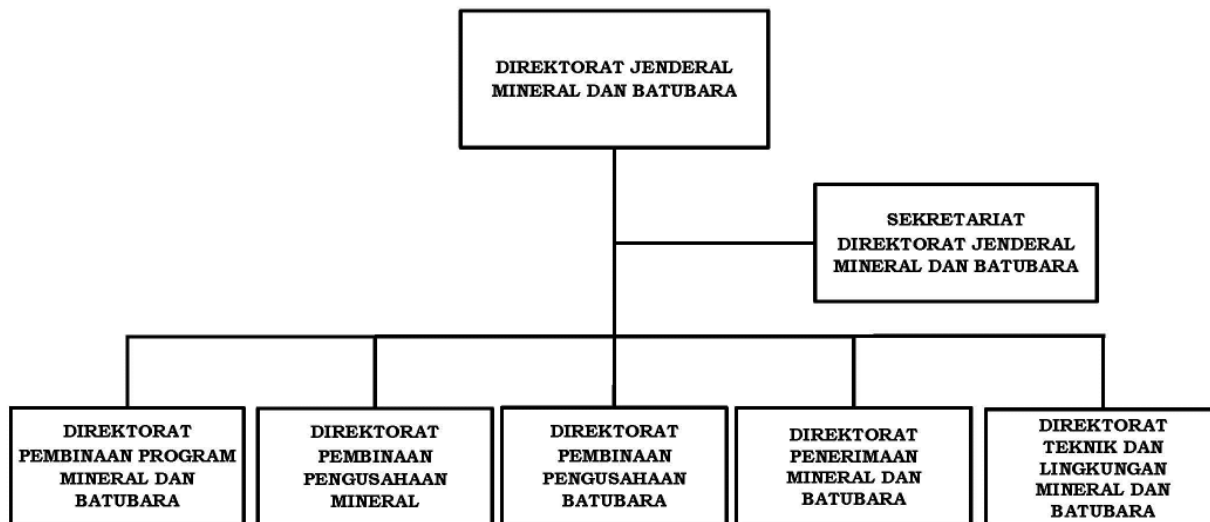 DIREKTORAT JENDERAL
MINERAL DAN BATUBARA
SEKRETARIAT
DIREKTORAT JENDERAL
MINERAL DAN BATUBARA
DIREKTORAT
PEMBINAAN PROGRAM
MINERAL DAN
BATUBARA
DIREKTORAT
PEMBINAAN
PENGUSAHAAN
MINERAL
DIREKTORAT
PEMBINAAN
PENGUSAHAAN
BATUBARA
DIREKTORAT
PENERIMAAN
MINERAL DAN
BATUBARA
DIREKTORAT
TEKNIK DAN
LINGKUNGAN
MINERAL DAN
BATUBARA